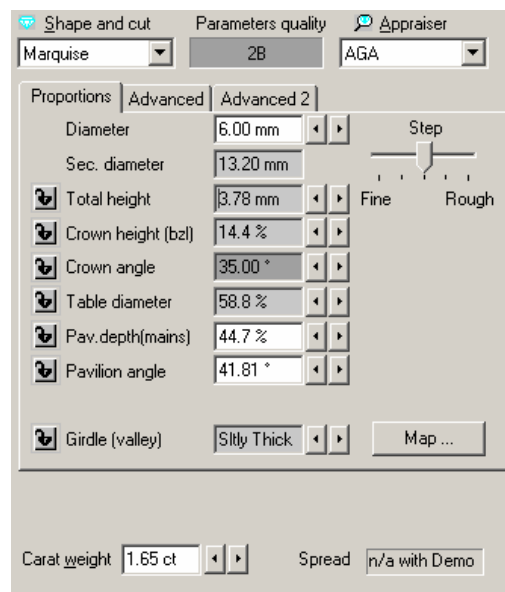 Shape and cut Parameters quality Appraiser
Marquise 2B AGA
Proportions Advanced Advanced 2
Diameter 6.00 mm Step
Sec. diameter 13.20 mm
Total height 3.78 mm Fine Rough
Crown height (bzl) 14.4 %
Crown angle 35.00 °
Table diameter 58.8 %
Pav.depth(mains) 44.7 %
Pavilion angle 41.81 °
Girdle (valley) Sltly Thick Map ...
Carat weight 1.65 ct Spread n/a with Demo